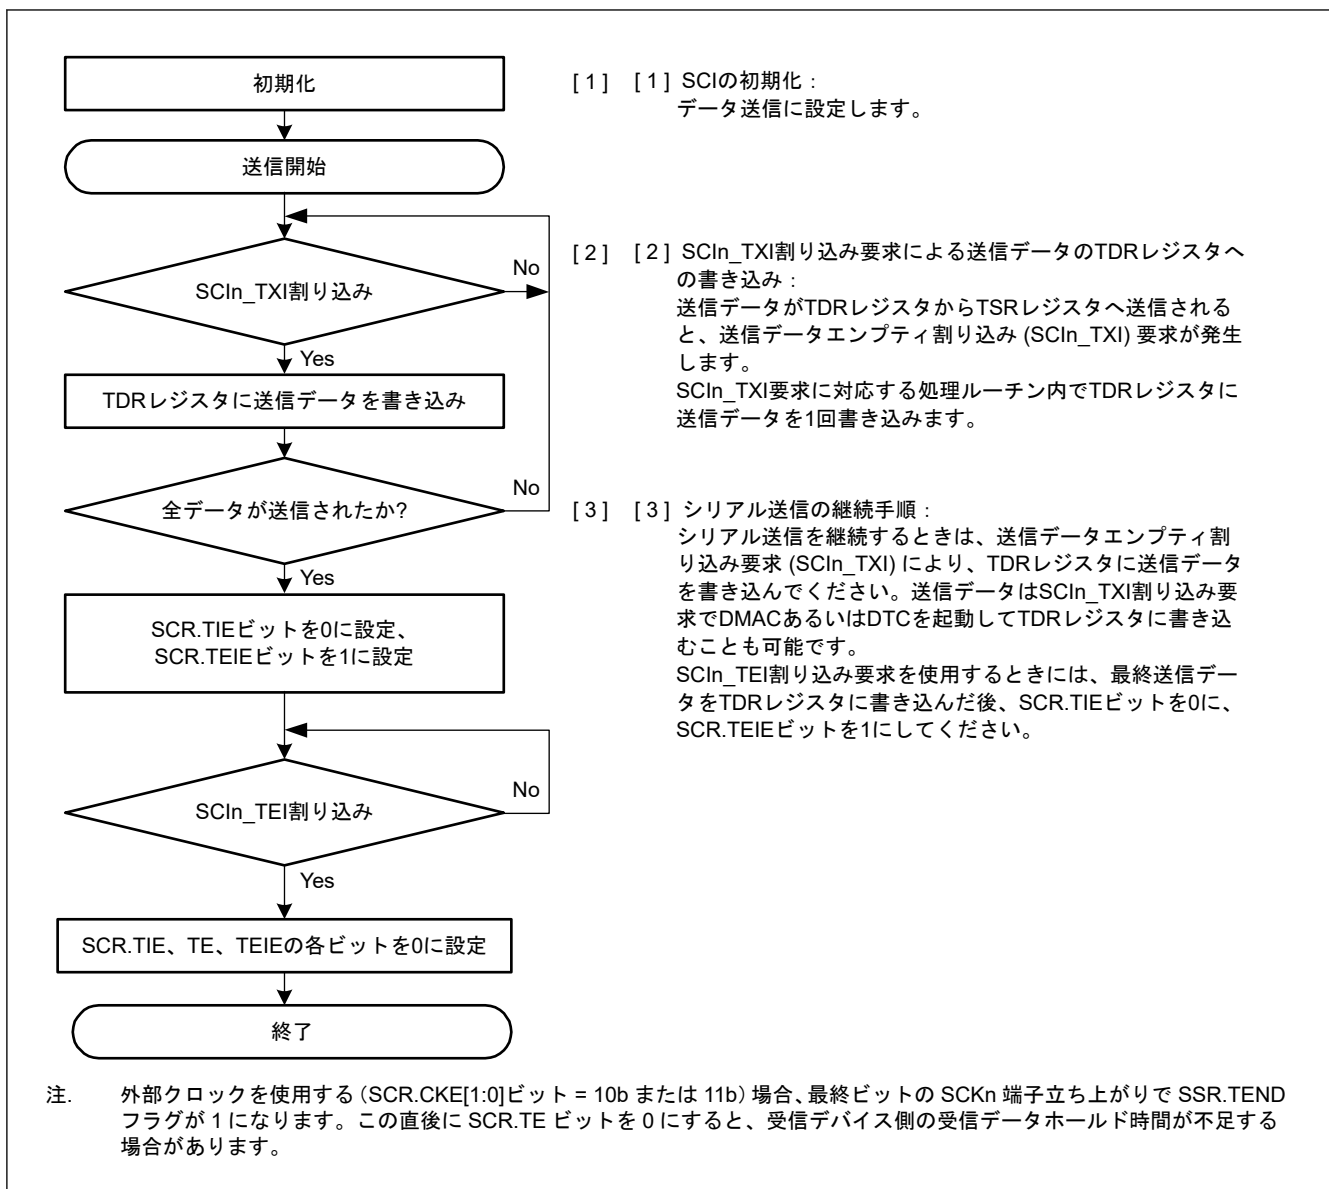 初期化
[ 1 ] [ 1 ] SCIの初期化：
データ送信に設定します。
送信開始
SCIn_TXI割り込み
No
Yes
[ 2 ] [ 2 ] SCIn_TXI割り込み要求による送信データのTDRレジスタへ
の書き込み：
送信データがTDRレジスタからTSRレジスタへ送信される
と、送信データエンプティ割り込み (SCIn_TXI) 要求が発生
します。
SCIn_TXI要求に対応する処理ルーチン内でTDRレジスタに
送信データを1回書き込みます。
TDRレジスタに送信データを書き込み
全データが送信されたか?
No
Yes
[ 3 ] [ 3 ] シリアル送信の継続手順：
シリアル送信を継続するときは、送信データエンプティ割
り込み要求 (SCIn_TXI) により、TDRレジスタに送信データ
を書き込んでください。送信データはSCIn_TXI割り込み要
求でDMACあるいはDTCを起動してTDRレジスタに書き込
むことも可能です。
SCIn_TEI割り込み要求を使用するときには、最終送信デー
タをTDRレジスタに書き込んだ後、SCR.TIEビットを0に、
SCR.TEIEビットを1にしてください。
SCR.TIEビットを0に設定、
SCR.TEIEビットを1に設定
SCIn_TEI割り込み
No
Yes
SCR.TIE、TE、TEIEの各ビットを0に設定
終了
注. 外部クロックを使用する（SCR.CKE[1:0]ビット = 10b または 11b）場合、最終ビットの SCKn 端子立ち上がりで SSR.TEND
フラグが 1 になります。この直後に SCR.TE ビットを 0 にすると、受信デバイス側の受信データホールド時間が不足する
場合があります。